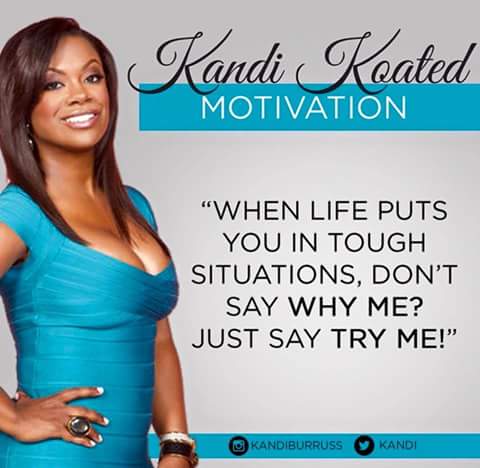 Kandi Koated
MOTIVATION
“WHEN LIFE PUTS
YOU IN TOUGH
SITUATIONS, DON’T
SAY WHY ME?
JUST SAY TRY ME!”
KANDIBURRUSS KANDI